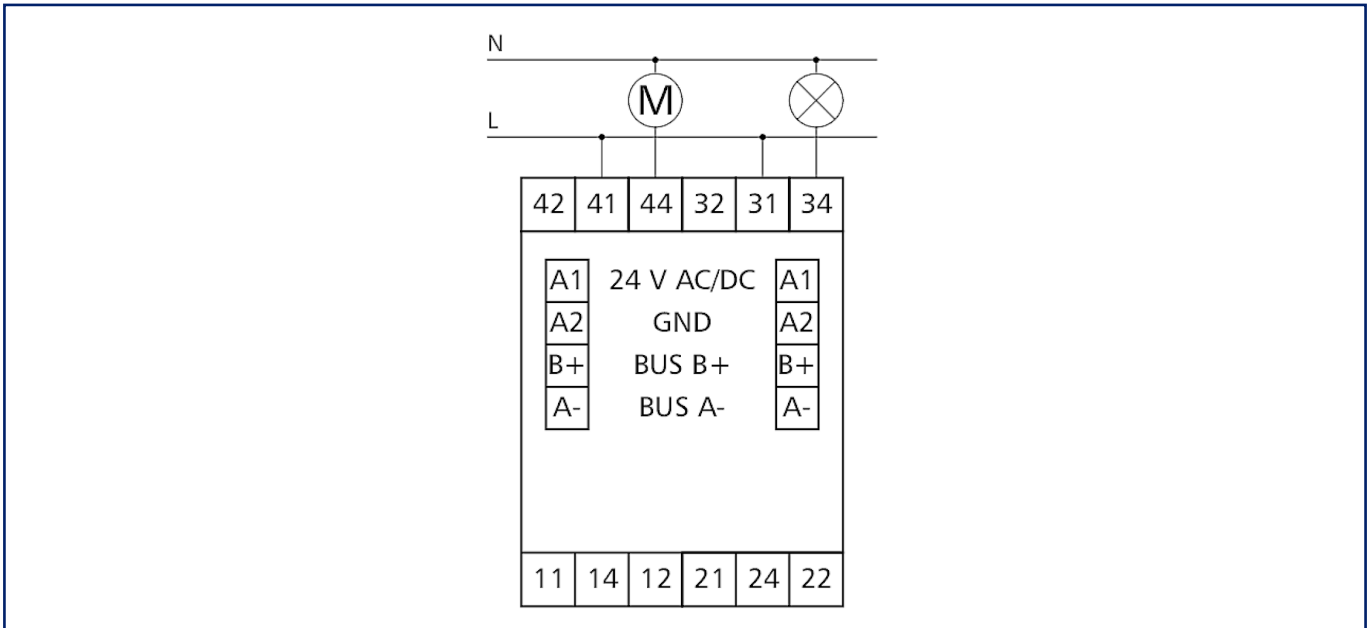 N
M
L
42 41 44 32 31 34
A1 24 V AC/DC A1
A2 GND A2
B+ BUS B+ B+
A- BUS A- A-
11 14 12 21 24 22